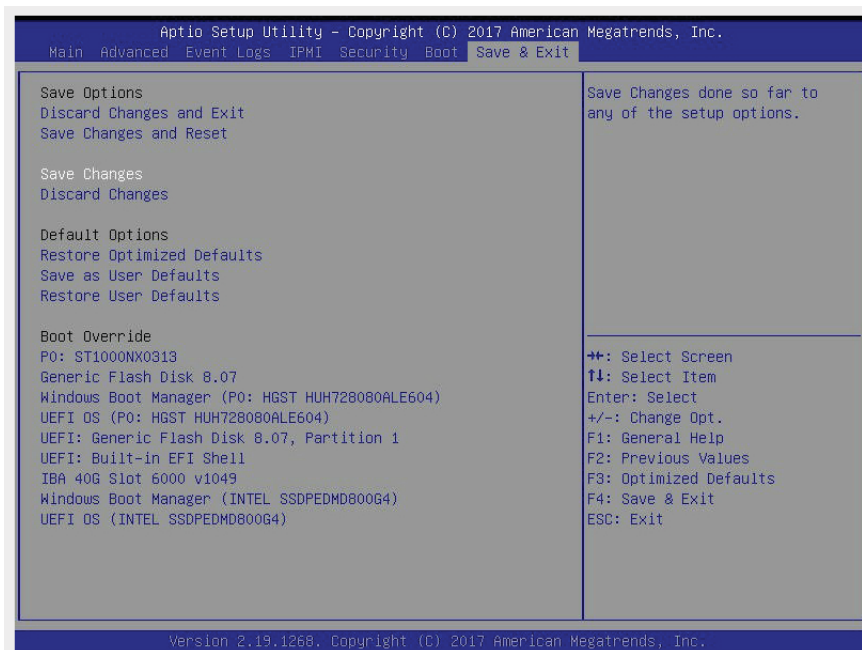 Aptio Setup Utility – Copyright (C) 2017 American Megatrends, Inc.
Main Advanced Event Logs IPMI Security Boot Save & Exit
Save Options
Discard Changes and Exit
Save Changes and Reset
Save Changes
Discard Changes
Default Options
Restore Optimized Defaults
Save as User Defaults
Restore User Defaults
Boot Override
P0: ST1000NX0313
Generic Flash Disk 8.07
Windows Boot Manager (P0: HGST HUH728080ALE604)
UEFI OS (P0: HGST HUH728080ALE604)
UEFI: Generic Flash Disk 8.07, Partition 1
UEFI: Built-in EFI Shell
IBA 40G Slot 6000 v1049
Windows Boot Manager (INTEL SSDPEDMD800G4)
UEFI OS (INTEL SSDPEDMD800G4)
Save Changes done so far to
any of the setup options.
→←: Select Screen
↑↓: Select Item
Enter: Select
+/-: Change Opt.
F1: General Help
F2: Previous Values
F3: Optimized Defaults
F4: Save & Exit
ESC: Exit
Version 2.19.1268. Copyright (C) 2017 American Megatrends, Inc.